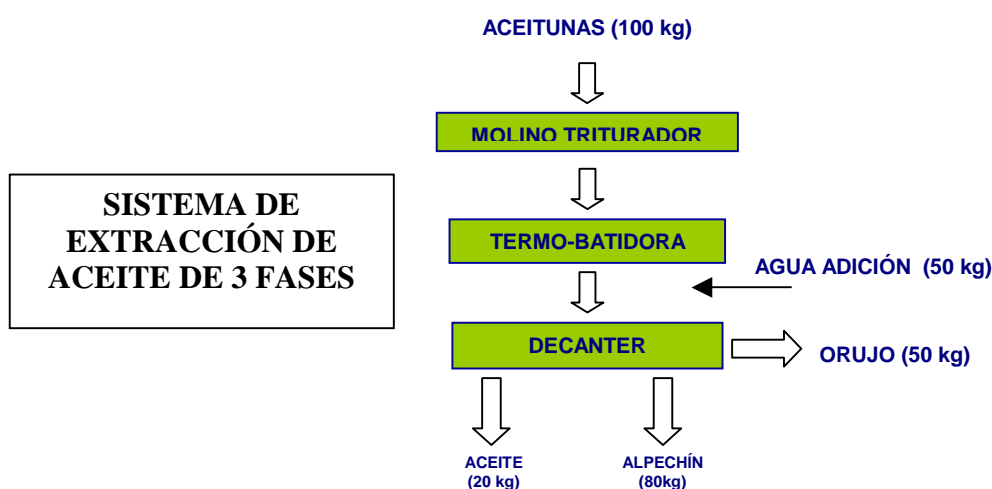 ACEITUNAS (100 kg)
MOLINO TRITURADOR
SISTEMA DE
EXTRACCIÓN DE
ACEITE DE 3 FASES
TERMO-BATIDORA
AGUA ADICIÓN (50 kg)
DECANTER
ORUJO (50 kg)
ACEITE
(20 kg)
ALPECHÍN
(80kg)